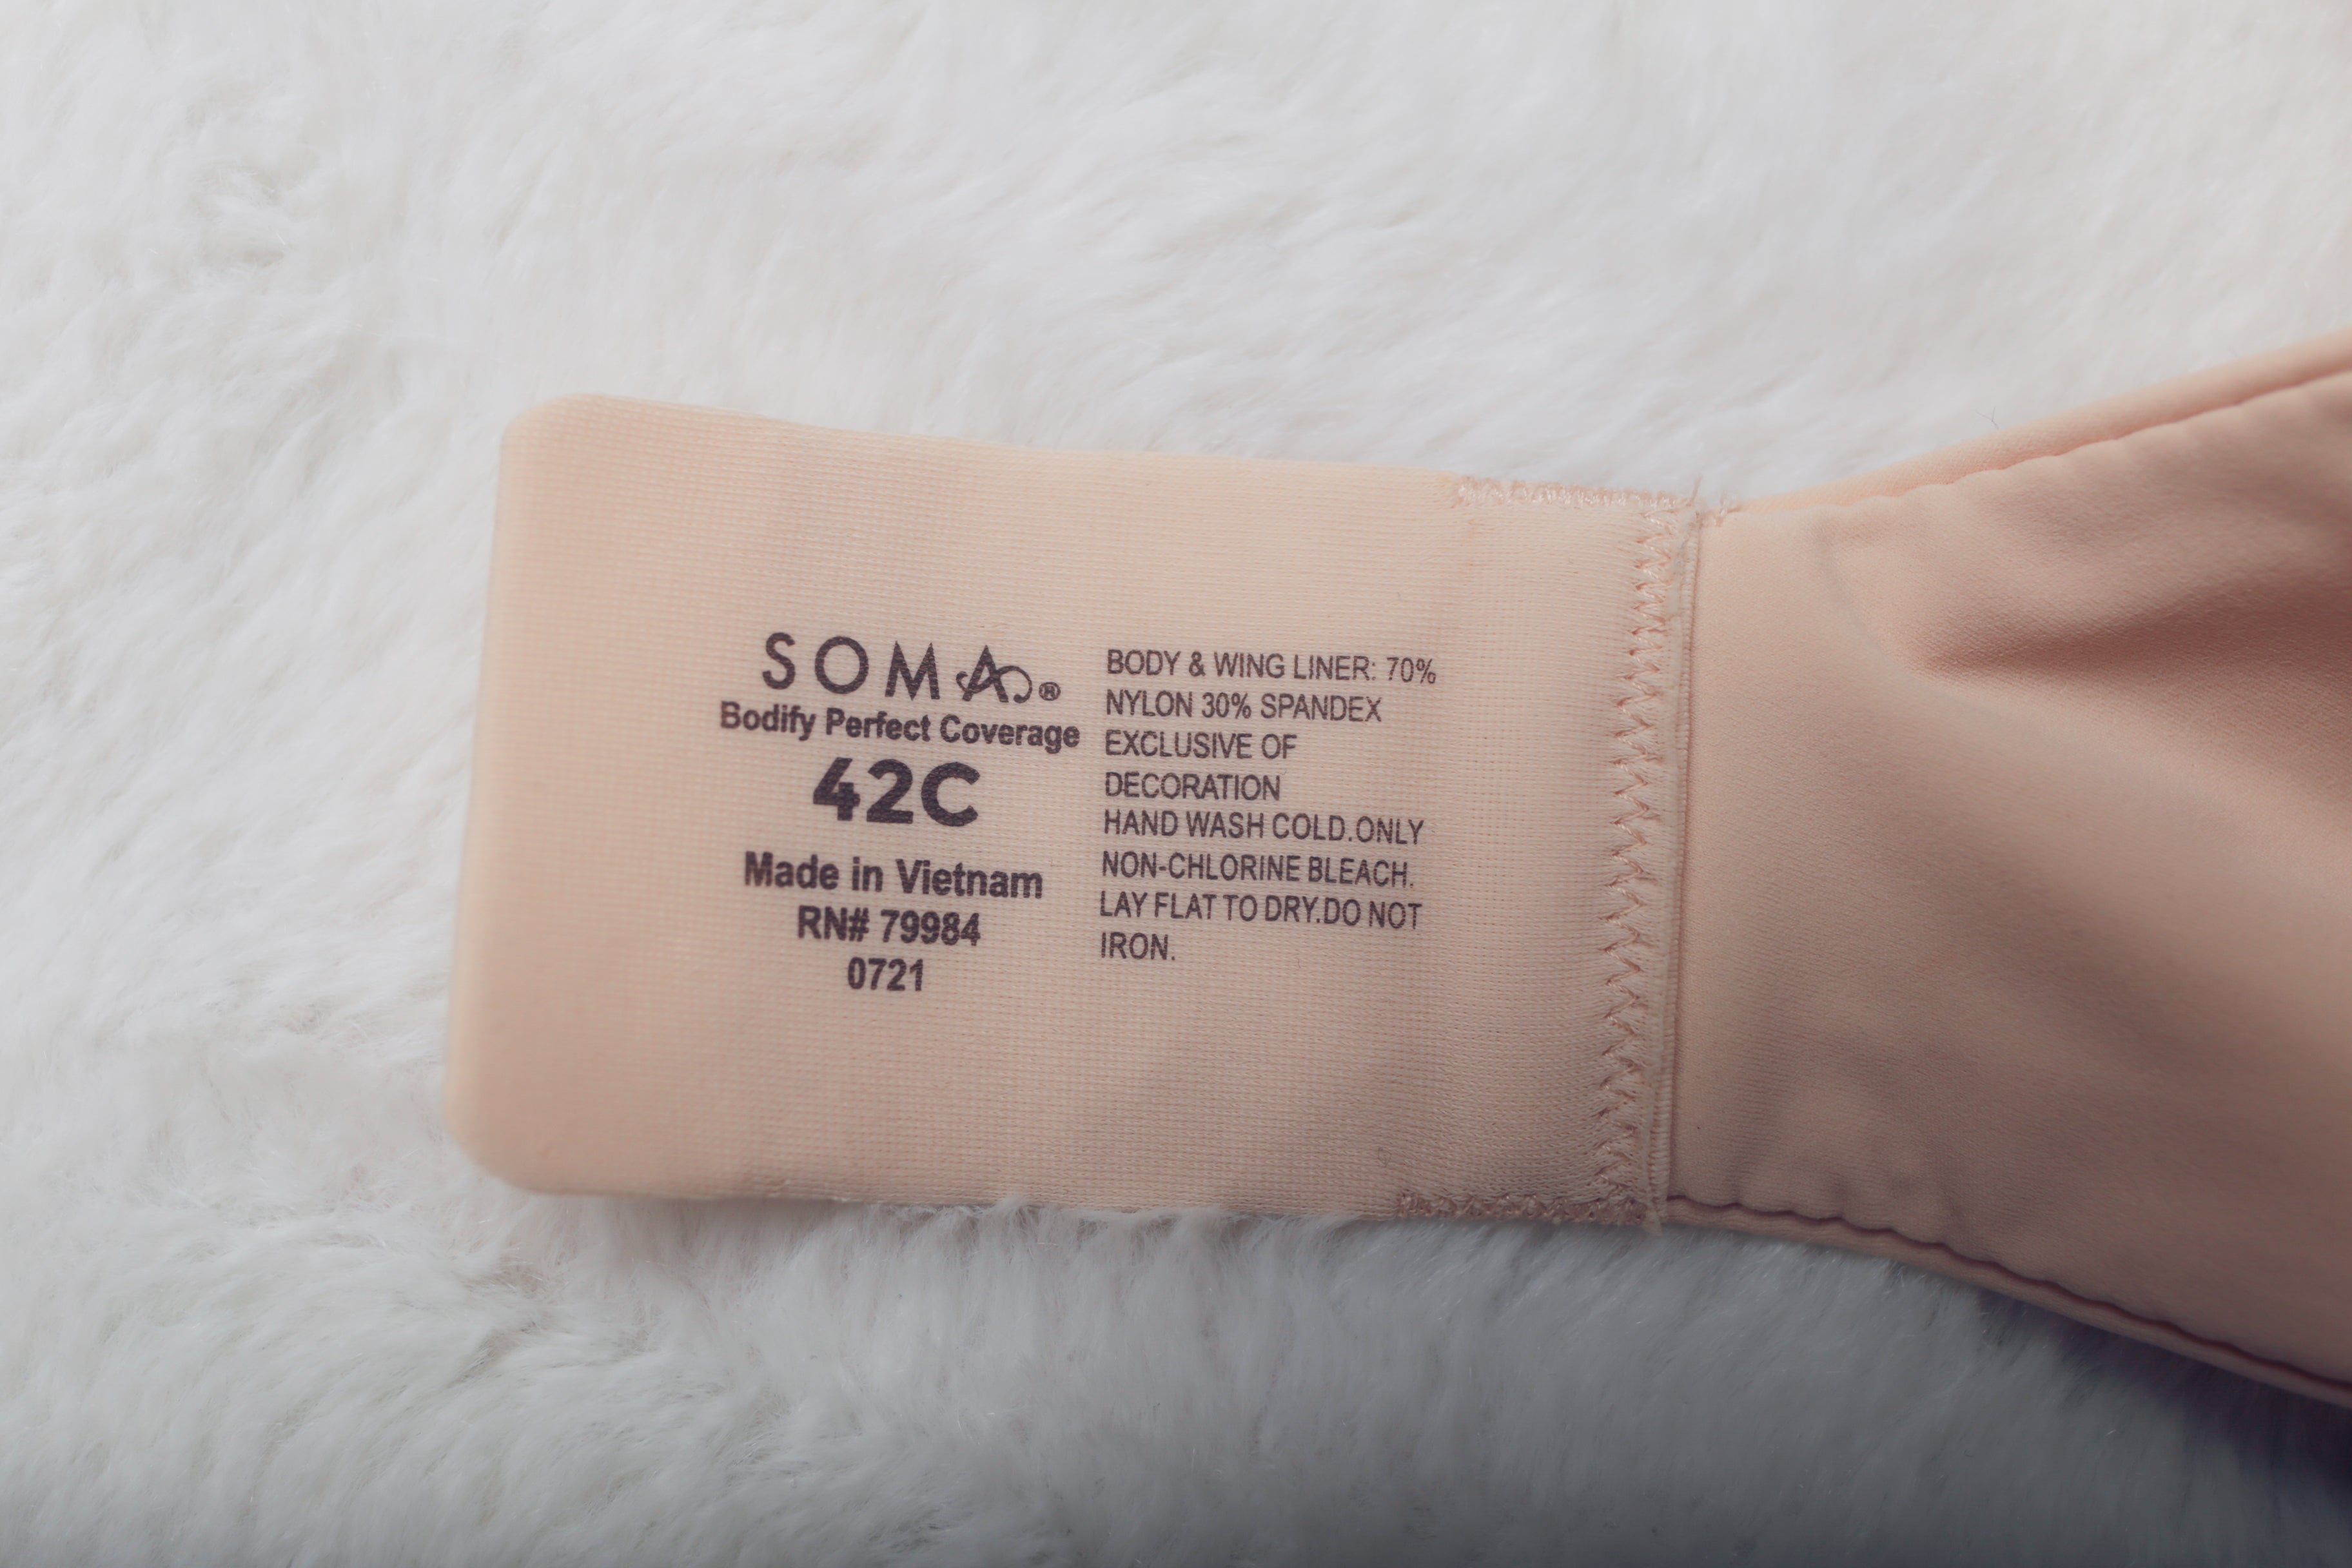 SOMA®
Bodify Perfect Coverage
42C
Made in Vietnam
RN# 79984
0721
BODY & WING LINER: 70%
NYLON 30% SPANDEX
EXCLUSIVE OF
DECORATION
HAND WASH COLD.ONLY
NON-CHLORINE BLEACH.
LAY FLAT TO DRY.DO NOT
IRON.